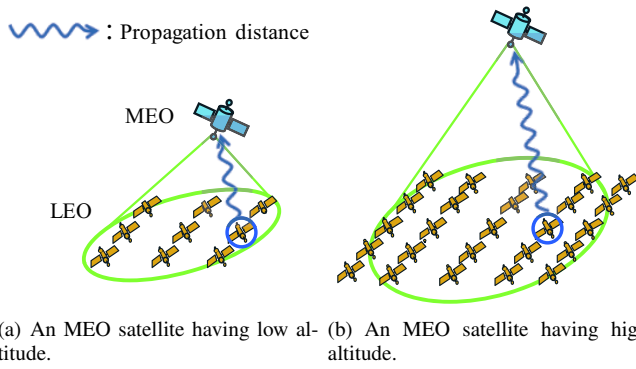 : Propagation distance
MEO
LEO
(a) An MEO satellite having low al-
titude.
(b) An MEO satellite having hig
altitude.